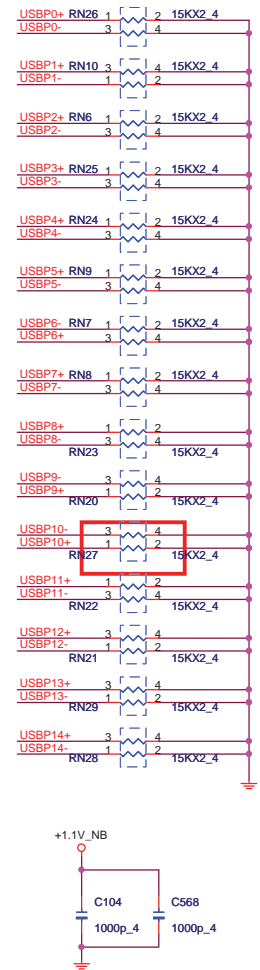 USBP0+ RN26 1 2 15KX2_4
USBP0- 3 4
USBP1+ RN10 3 4 15KX2_4
USBP1- 1 2
USBP2+ RN6 1 2 15KX2_4
USBP2- 3 4
USBP3+ RN25 1 2 15KX2_4
USBP3- 3 4
USBP4+ RN24 1 2 15KX2_4
USBP4- 3 4
USBP5+ RN9 1 2 15KX2_4
USBP5- 3 4
USBP6- RN7 1 2 15KX2_4
USBP6+ 3 4
USBP7+ RN8 1 2 15KX2_4
USBP7- 3 4
USBP8+ 1 2
USBP8- 3 4
RN23 15KX2_4
USBP9- 3 4
USBP9+ 1 2
RN20 15KX2_4
USBP10- 3 4
USBP10+ 1 2
RN27 15KX2_4
USBP11+ 1 2
USBP11- 3 4
RN22 15KX2_4
USBP12+ 3 4
USBP12- 1 2
RN21 15KX2_4
USBP13+ 3 4
USBP13- 1 2
RN29 15KX2_4
USBP14+ 3 4
USBP14- 1 2
RN28 15KX2_4
+1.1V_NB
C104 C568
1000p_4 1000p_4